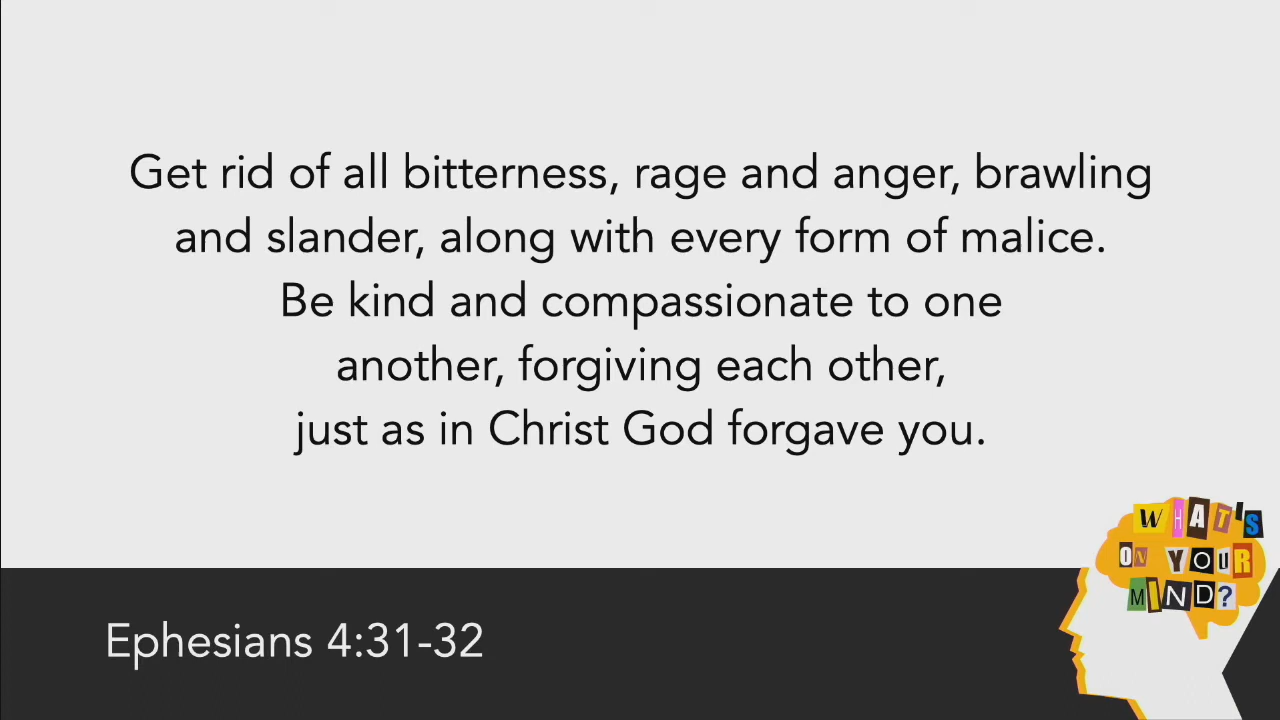 Get rid of all bitterness, rage and anger, brawling
and slander, along with every form of malice.
Be kind and compassionate to one
another, forgiving each other,
just as in Christ God forgave you.
WHAT'S
ON YOUR
MIND?
Ephesians 4:31-32